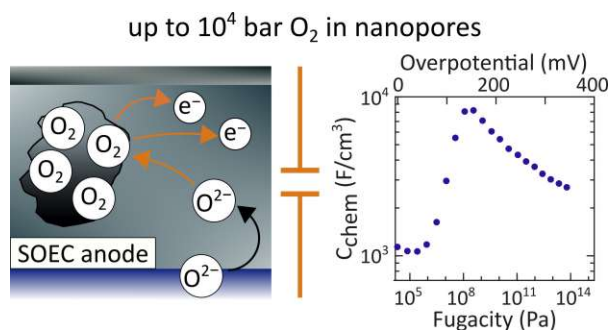 up to 10⁴ bar O₂ in nanopores
O₂
O₂
O₂
O₂
e⁻
e⁻
O²⁻
O²⁻
SOEC anode
Overpotential (mV)
0 200 400
10⁴
10³
C_chem (F/cm³)
10⁵ 10⁸ 10¹¹ 10¹⁴
Fugacity (Pa)